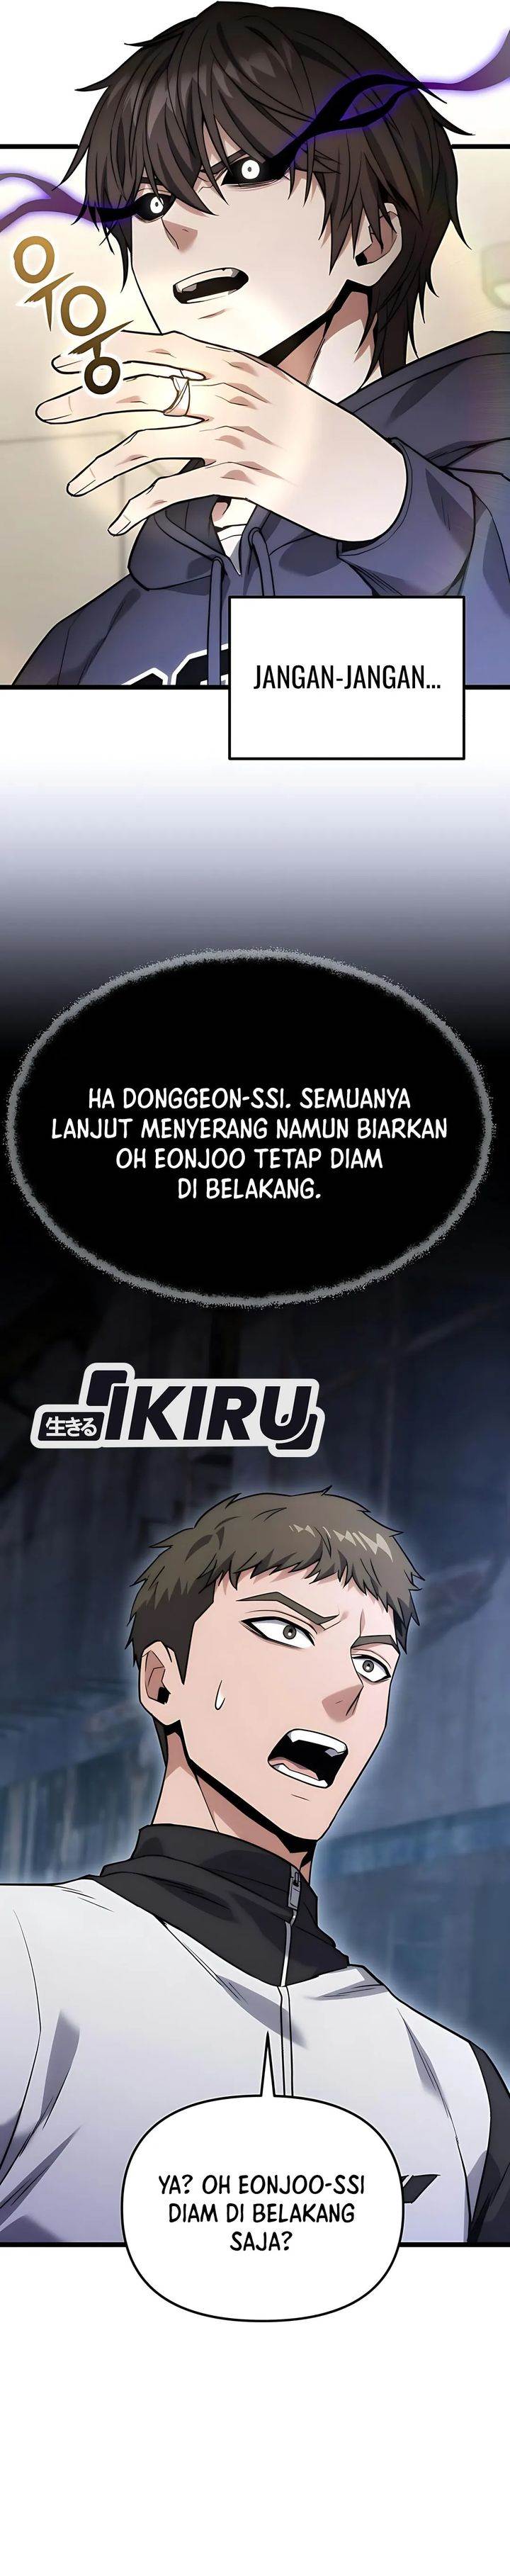 우웅
JANGAN-JANGAN...
HA DONGGEON-SSI. SEMUANYA
LANJUT MENYERANG NAMUN BIARKAN
OH EONJOO TETAP DIAM
DI BELAKANG.
生きる IKIRU
YA? OH EONJOO-SSI
DIAM DI BELAKANG
SAJA?